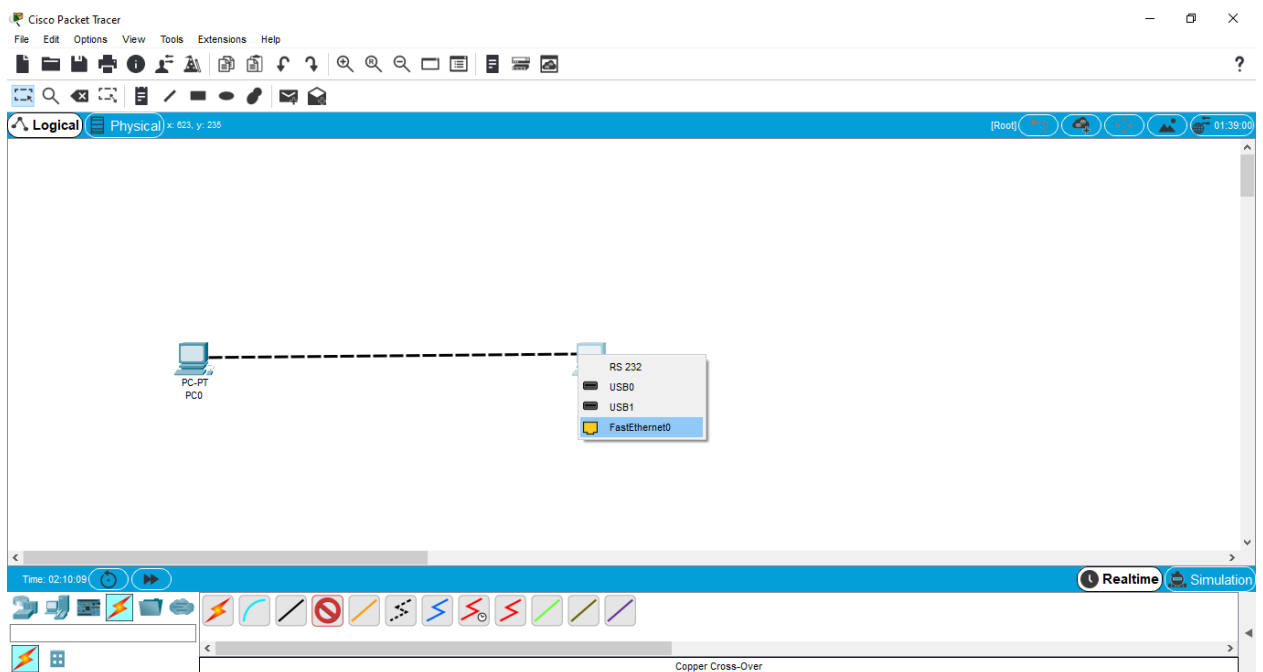 Cisco Packet Tracer
File Edit Options View Tools Extensions Help
?
Logical Physical x: 623, y: 235 [Root] 01:39:00
PC-PT
PC0
RS 232
USB0
USB1
FastEthernet0
Time: 02:10:09 Realtime Simulation
Copper Cross-Over